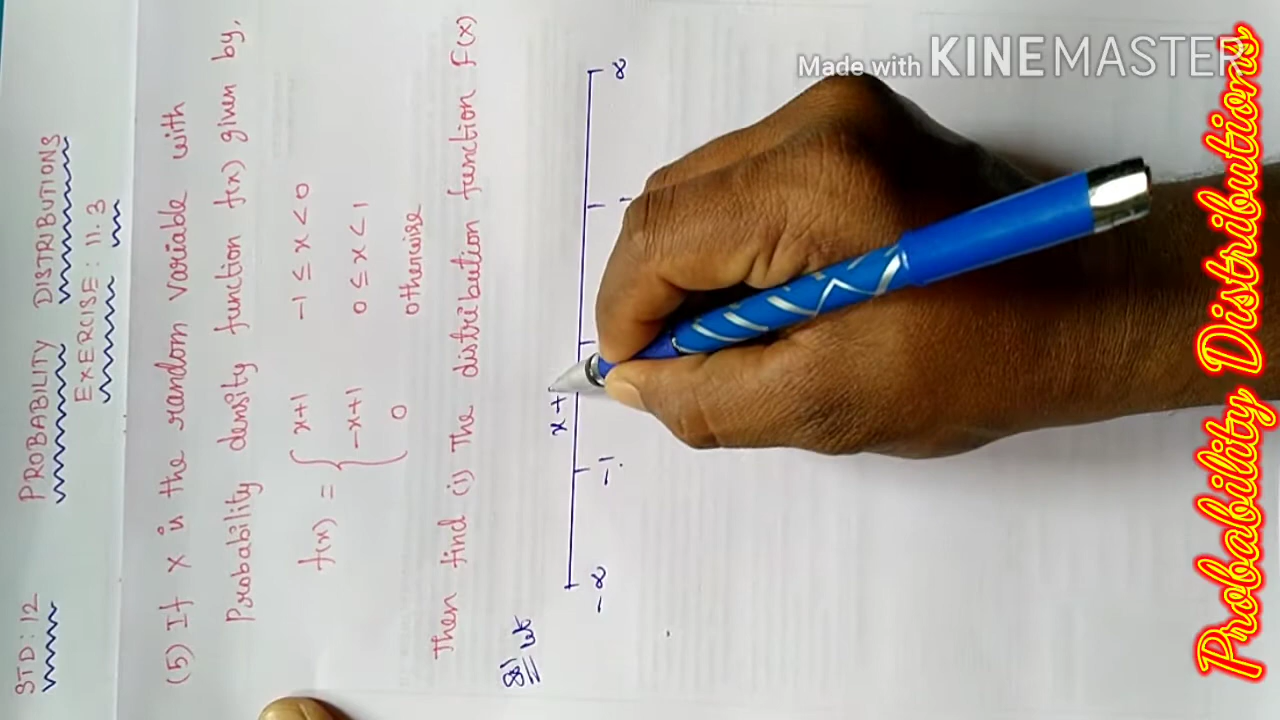 STD : 12 PROBABILITY DISTRIBUTIONS
EXERCISE : 11.3
(5) If X is the random variable with
Probability density function f(x) given by,
f(x) = { x+1 -1 ≤ x < 0
-x+1 0 ≤ x < 1
0 otherwise
Then find (i) The distribution function F(x)
Sol
x +
-∞ -1 1 ∞
Made with KINEMASTER
Probability Distributions